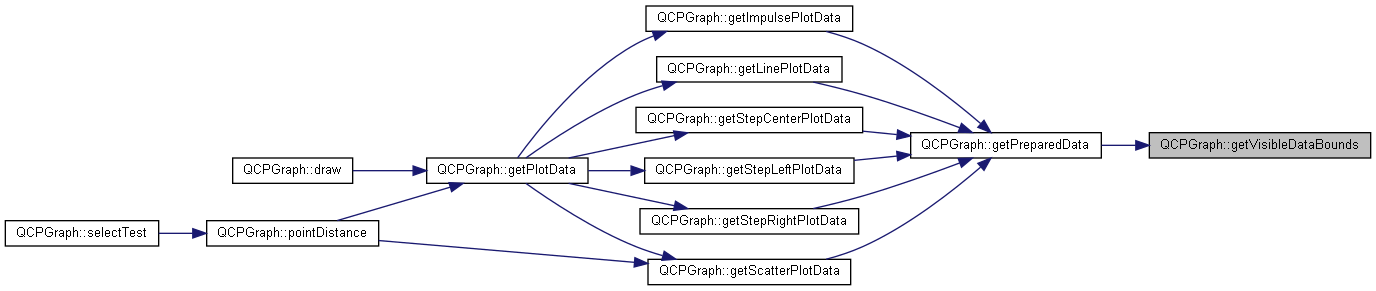 QCPGraph::getImpulsePlotData
QCPGraph::getLinePlotData
QCPGraph::getStepCenterPlotData
QCPGraph::getPreparedData
QCPGraph::getVisibleDataBounds
QCPGraph::draw
QCPGraph::getPlotData
QCPGraph::getStepLeftPlotData
QCPGraph::getStepRightPlotData
QCPGraph::selectTest
QCPGraph::pointDistance
QCPGraph::getScatterPlotData